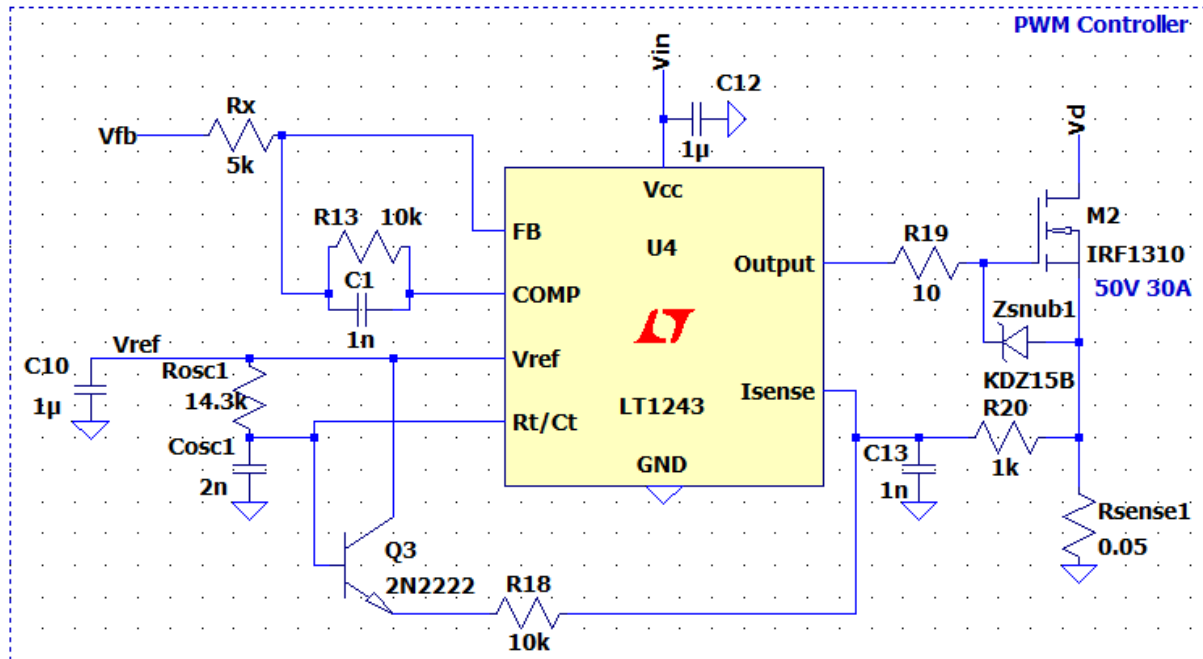 PWM Controller
Vin
C12
1µ
Rx
Vfb
5k
Vd
Vcc
R13 10k
FB
U4
R19
M2
Output
IRF1310
10
50V 30A
C1
COMP
1n
Zsnub1
Vref
Vref
C10
Rosc1
1µ
14.3k
KDZ15B
Isense
LT1243
R20
Rt/Ct
Cosc1
C13
1k
GND
2n
1n
Rsense1
0.05
Q3
2N2222
R18
10k